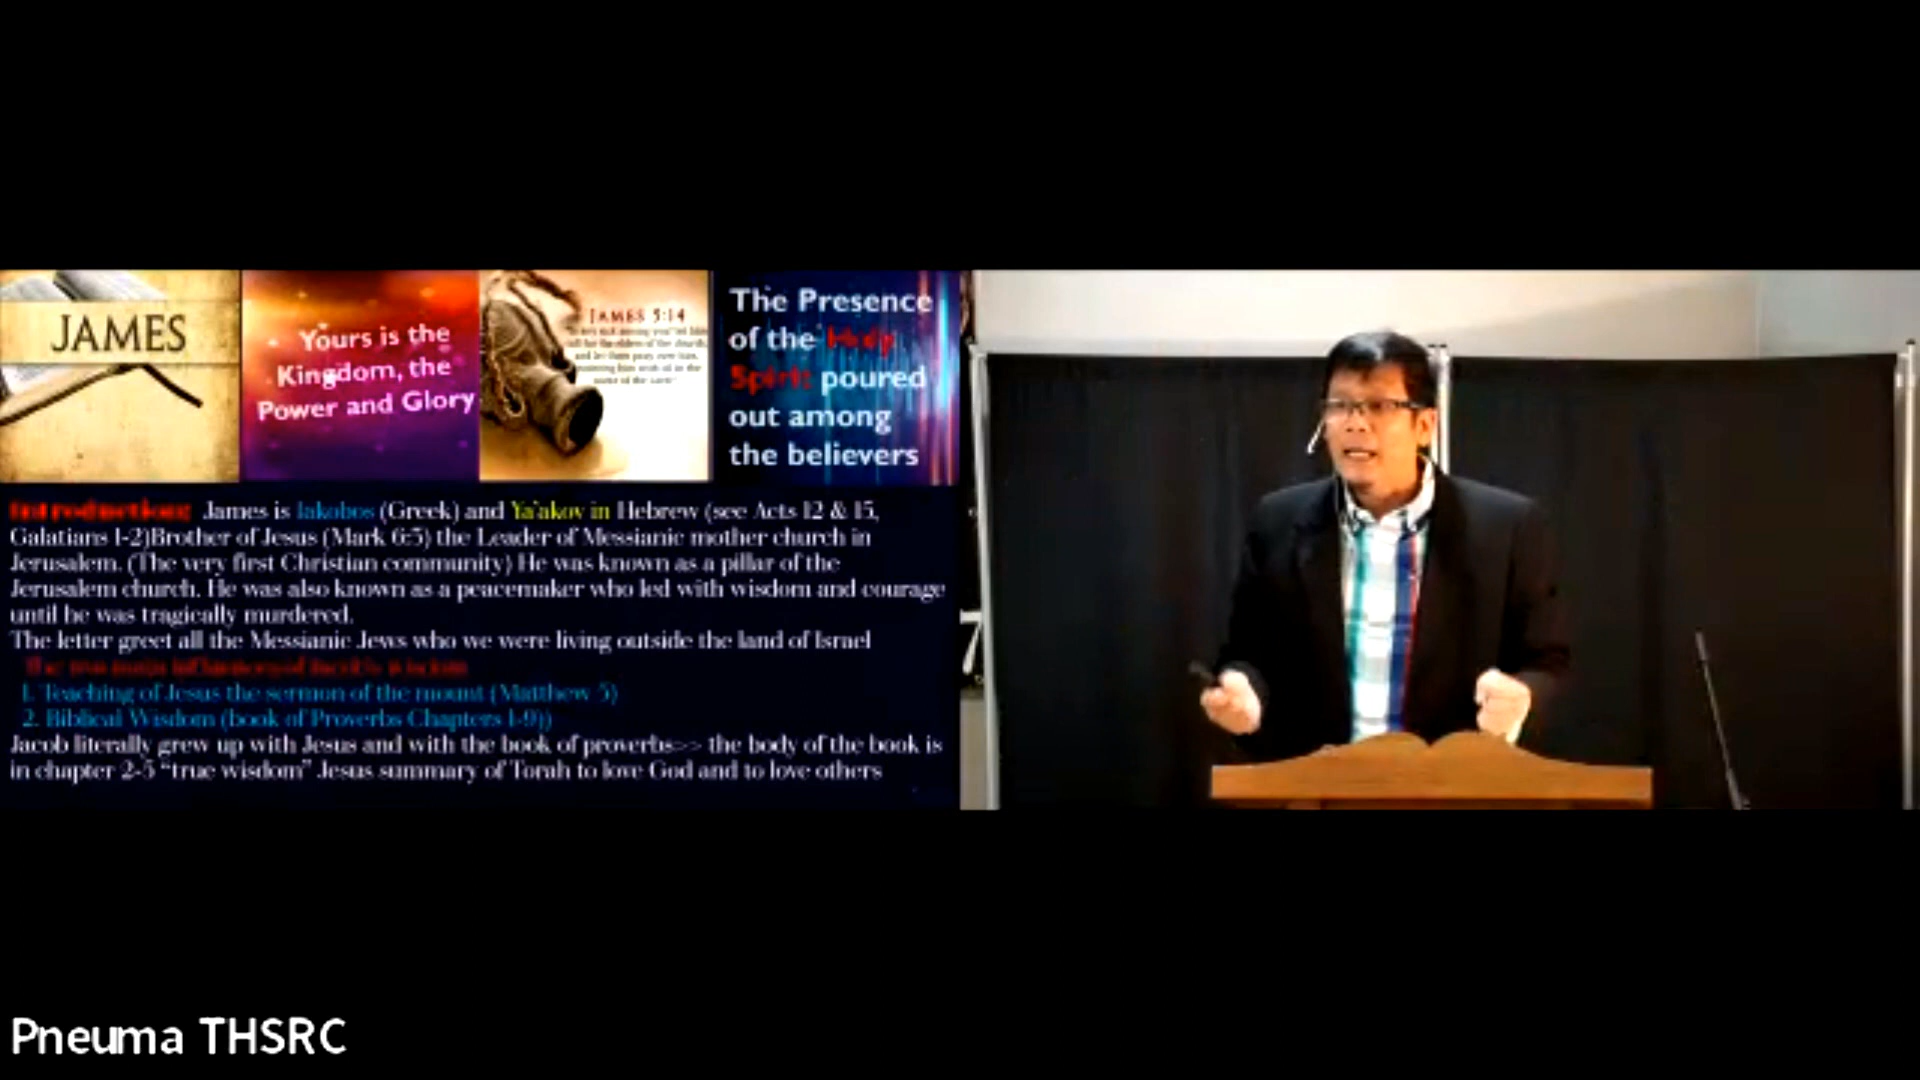 JAMES
Yours is the
Kingdom, the
Power and Glory
JAMES 5:14
The Presence
of the Holy
Spirit poured
out among
the believers
Introduction: James is Iakobos (Greek) and Ya'akov in Hebrew (see Acts 12 & 15,
Galatians 1-2)Brother of Jesus (Mark 6:3) the Leader of Messianic mother church in
Jerusalem. (The very first Christian community) He was known as a pillar of the
Jerusalem church. He was also known as a peacemaker who led with wisdom and courage
until he was tragically murdered.
The letter greet all the Messianic Jews who we were living outside the land of Israel
1. Teaching of Jesus the sermon of the mount (Matthew 5)
2. Biblical Wisdom (book of Proverbs Chapters 1-9))
Jacob literally grew up with Jesus and with the book of proverbs>> the body of the book is
in chapter 2-5 “true wisdom” Jesus summary of Torah to love God and to love others
7
Pneuma THSRC